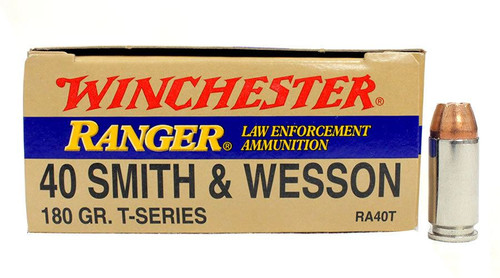 WINCHESTER®
RANGER® LAW ENFORCEMENT AMMUNITION
40 SMITH & WESSON
180 GR. T-SERIES RA40T